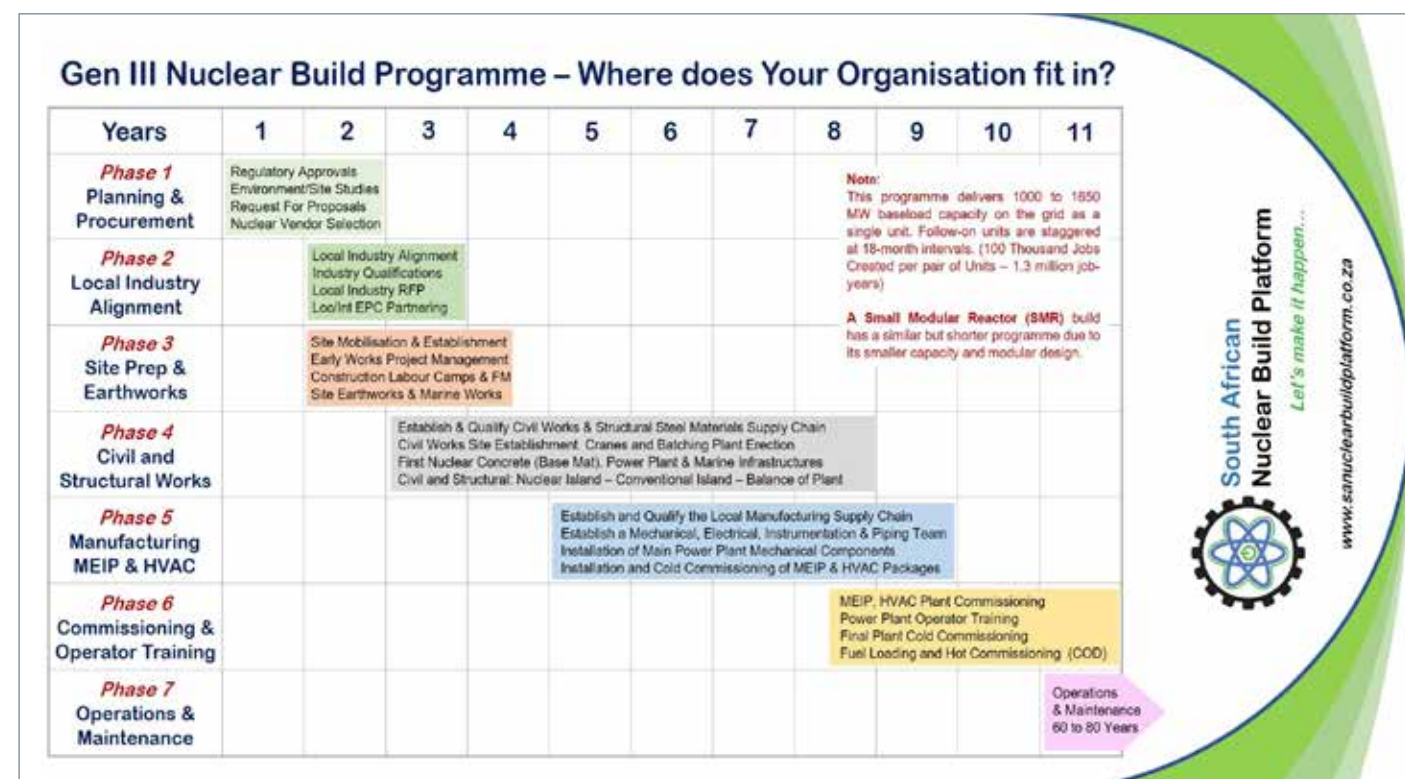 Gen III Nuclear Build Programme – Where does Your Organisation fit in?
Years 1 2 3 4 5 6 7 8 9 10 11
Phase 1
Planning &
Procurement
Regulatory Approvals
Environment/Site Studies
Request For Proposals
Nuclear Vendor Selection
Note:
This programme delivers 1000 to 1650
MW baseload capacity on the grid as a
single unit. Follow-on units are staggered
at 18-month intervals. (100 Thousand Jobs
Created per pair of Units – 1.3 million job-
years)
A Small Modular Reactor (SMR) build
has a similar but shorter programme due to
its smaller capacity and modular design.
Phase 2
Local Industry
Alignment
Local Industry Alignment
Industry Qualifications
Local Industry RFP
Loc/Int EPC Partnering
Phase 3
Site Prep &
Earthworks
Site Mobilisation & Establishment
Early Works Project Management
Construction Labour Camps & FM
Site Earthworks & Marine Works
Phase 4
Civil and
Structural Works
Establish & Qualify Civil Works & Structural Steel Materials Supply Chain
Civil Works Site Establishment. Cranes and Batching Plant Erection
First Nuclear Concrete (Base Mat). Power Plant & Marine Infrastructures
Civil and Structural: Nuclear Island – Conventional Island – Balance of Plant
Phase 5
Manufacturing
MEIP & HVAC
Establish and Qualify the Local Manufacturing Supply Chain
Establish a Mechanical, Electrical, Instrumentation & Piping Team
Installation of Main Power Plant Mechanical Components
Installation and Cold Commissioning of MEIP & HVAC Packages
Phase 6
Commissioning &
Operator Training
MEIP, HVAC Plant Commissioning
Power Plant Operator Training
Final Plant Cold Commissioning
Fuel Loading and Hot Commissioning (COD)
Phase 7
Operations &
Maintenance
Operations
& Maintenance
60 to 80 Years
South African
Nuclear Build Platform
Let's make it happen...
www.sanuclearbuildplatform.co.za